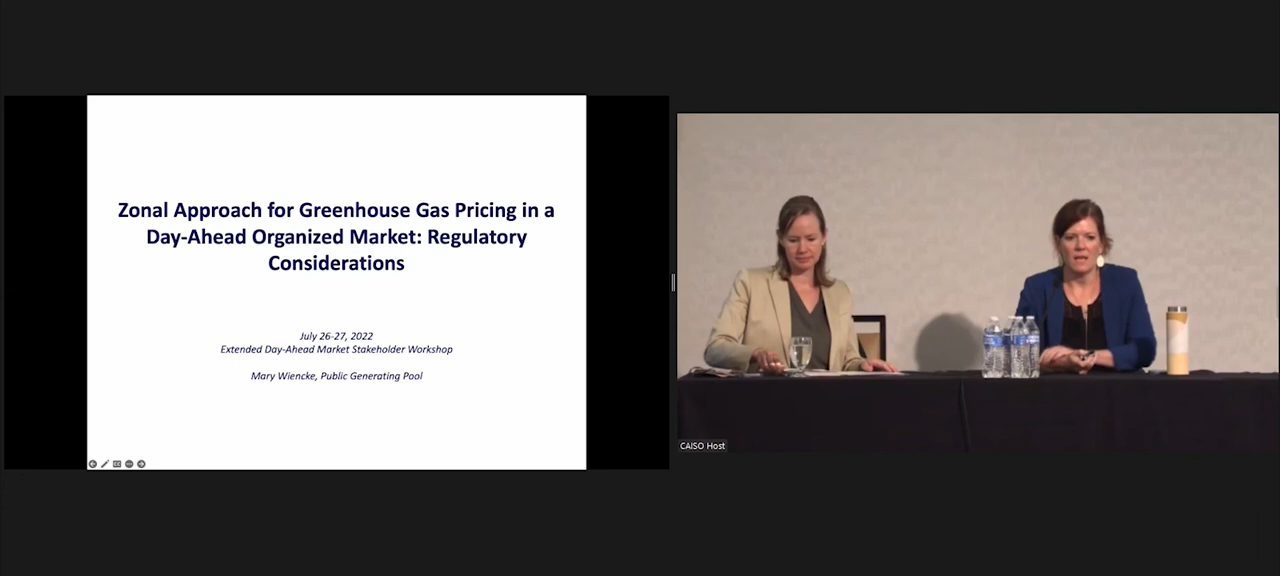 Zonal Approach for Greenhouse Gas Pricing in a
Day-Ahead Organized Market: Regulatory
Considerations
July 26-27, 2022
Extended Day-Ahead Market Stakeholder Workshop
Mary Wiencke, Public Generating Pool
CAISO Host